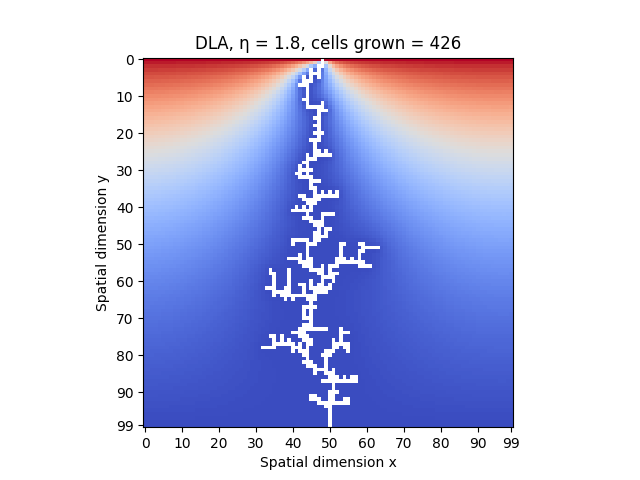 DLA, η = 1.8, cells grown = 426
0
10
20
30
40
50
60
70
80
90
99
Spatial dimension y
0 10 20 30 40 50 60 70 80 90 99
Spatial dimension x